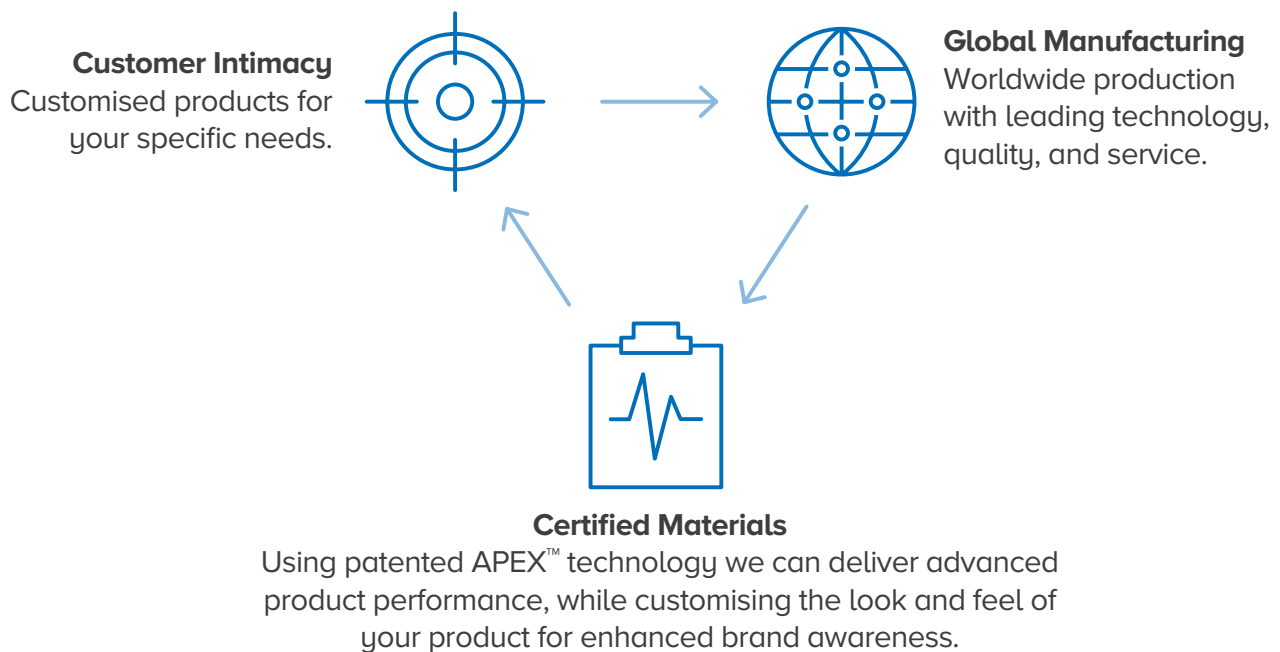 Customer Intimacy
Customised products for
your specific needs.
Global Manufacturing
Worldwide production
with leading technology,
quality, and service.
Certified Materials
Using patented APEX™ technology we can deliver advanced
product performance, while customising the look and feel of
your product for enhanced brand awareness.